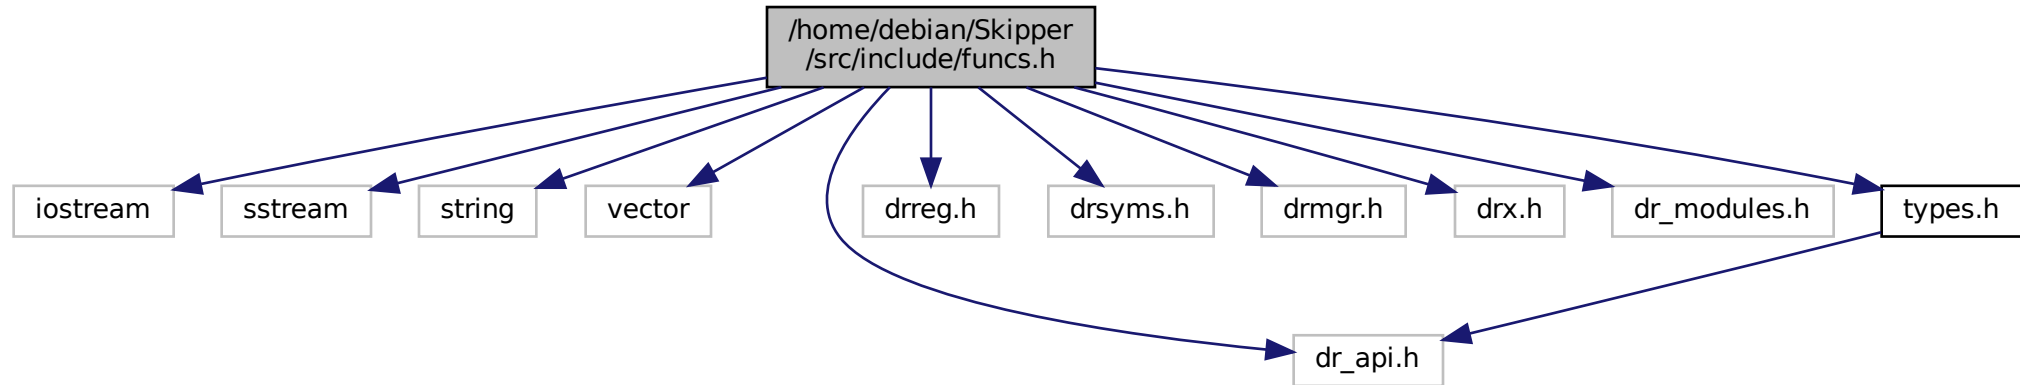 /home/debian/Skipper
/src/include/funcs.h
iostream
sstream
string
vector
drreg.h
drsyms.h
drmgr.h
drx.h
dr_modules.h
types.h
dr_api.h